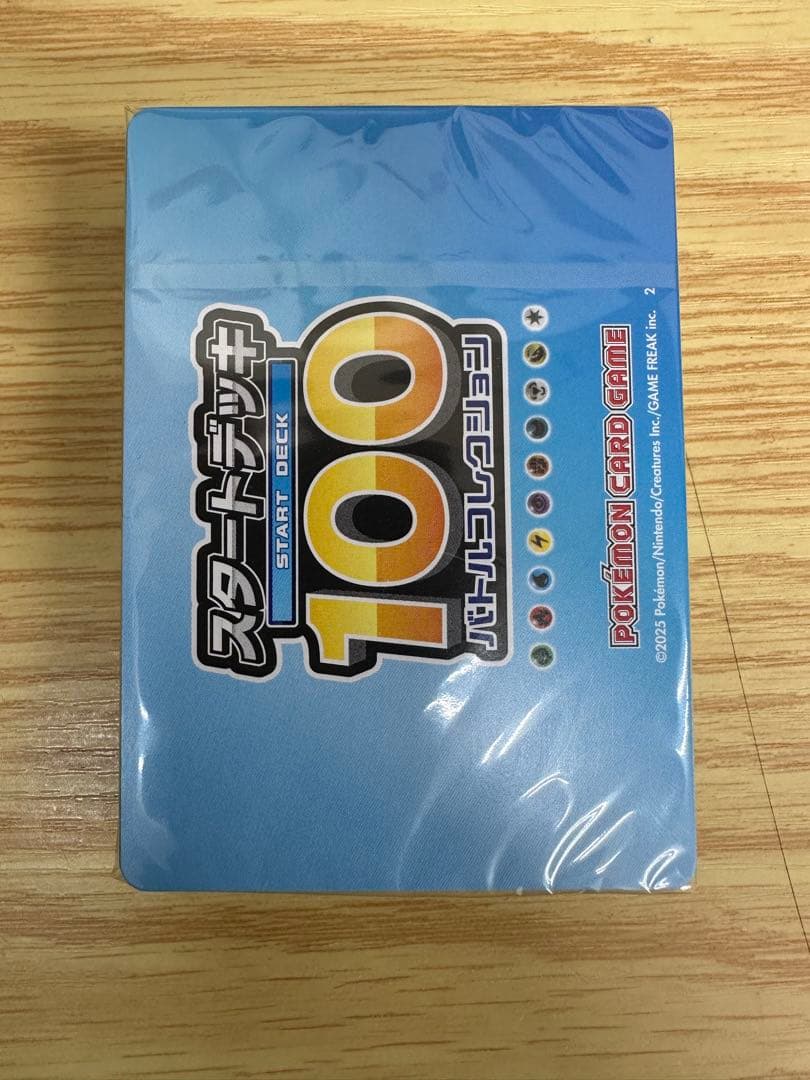 スタートデッキ
START DECK
100
バトルコレクション
POKÉMON CARD GAME
©2025 Pokémon/Nintendo/Creatures Inc./GAME FREAK inc. 2